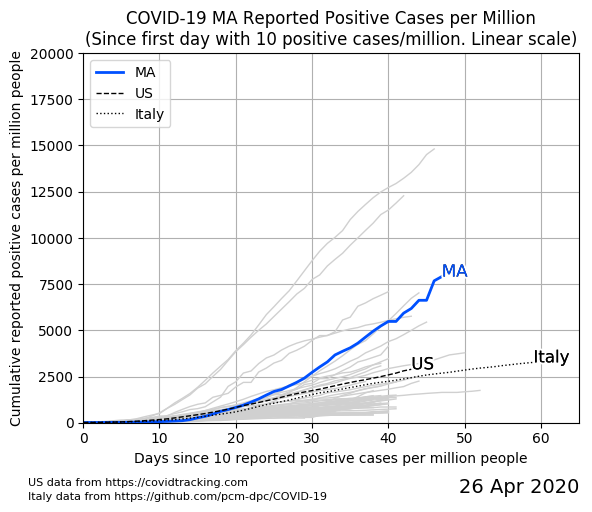 COVID-19 MA Reported Positive Cases per Million
(Since first day with 10 positive cases/million. Linear scale)
Cumulative reported positive cases per million people
20000
17500
15000
12500
10000
7500
5000
2500
0
MA
US
Italy
MA
US
Italy
0 10 20 30 40 50 60
Days since 10 reported positive cases per million people
US data from https://covidtracking.com
Italy data from https://github.com/pcm-dpc/COVID-19
26 Apr 2020